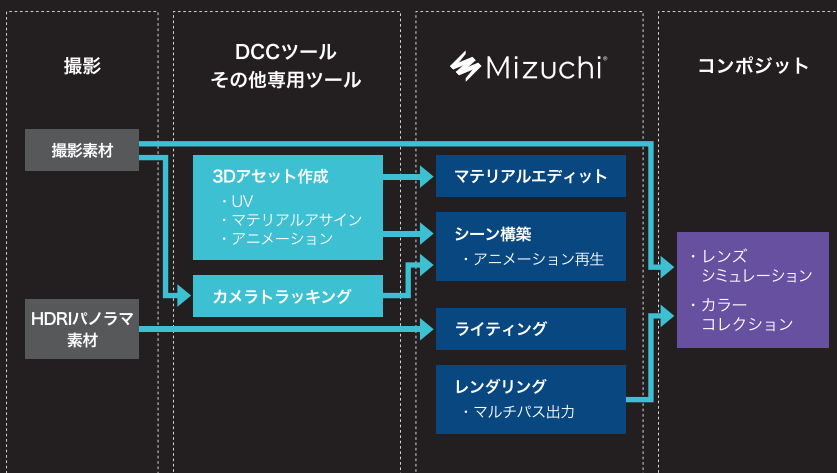 撮影
DCCツール
その他専用ツール
Mizuchi®
コンポジット
撮影素材
HDRIパノラマ
素材
3Dアセット作成
・UV
・マテリアルアサイン
・アニメーション
カメラトラッキング
マテリアルエディット
シーン構築
・アニメーション再生
ライティング
レンダリング
・マルチパス出力
・レンズ
シミュレーション
・カラー
コレクション